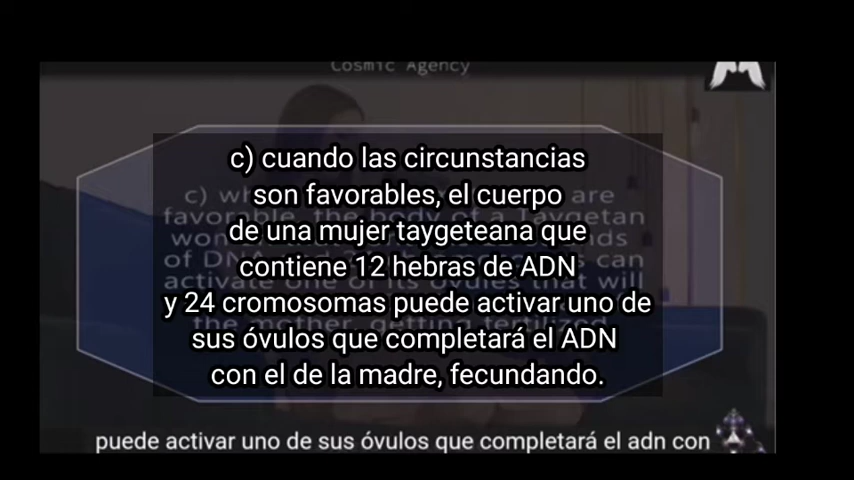 Cosmic Agency
c) cuando las circunstancias
son favorables, el cuerpo
de una mujer taygeteana que
contiene 12 hebras de ADN
y 24 cromosomas puede activar uno de
sus óvulos que completará el ADN
con el de la madre, fecundando.
puede activar uno de sus óvulos que completará el adn con